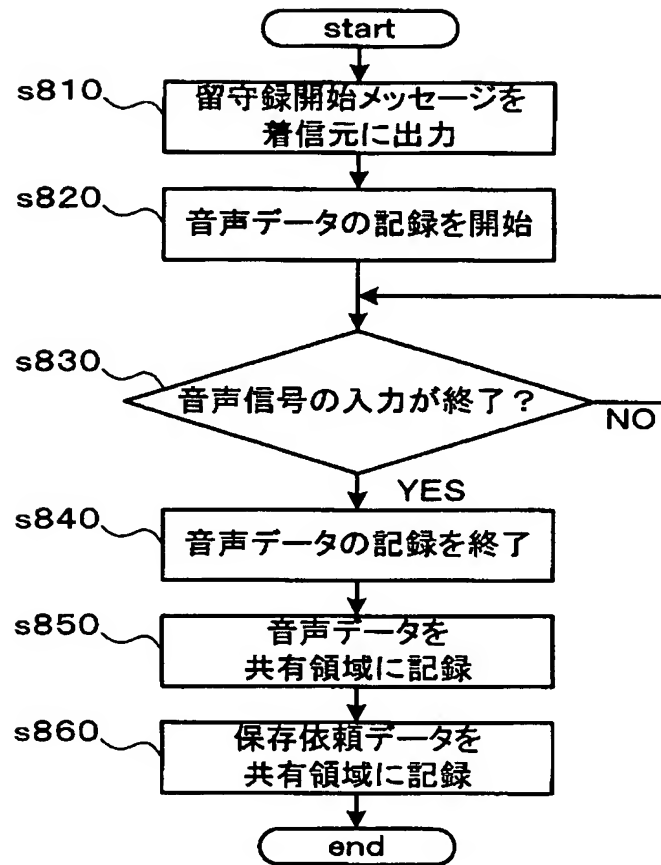 start
s810
留守録開始メッセージを
着信元に出力
s820
音声データの記録を開始
s830
音声信号の入力が終了？
NO
YES
s840
音声データの記録を終了
s850
音声データを
共有領域に記録
s860
保存依頼データを
共有領域に記録
end